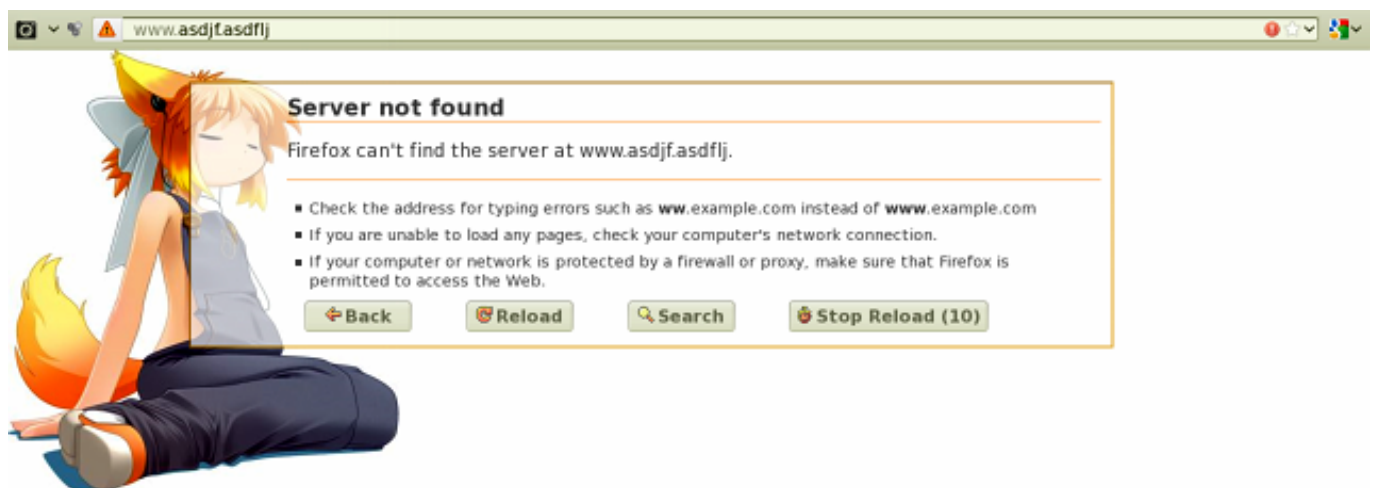 www.asdjf.asdflj
Server not found
Firefox can't find the server at www.asdjf.asdflj.
Check the address for typing errors such as ww.example.com instead of www.example.com
If you are unable to load any pages, check your computer's network connection.
If your computer or network is protected by a firewall or proxy, make sure that Firefox is
permitted to access the Web.
Back Reload Search Stop Reload (10)